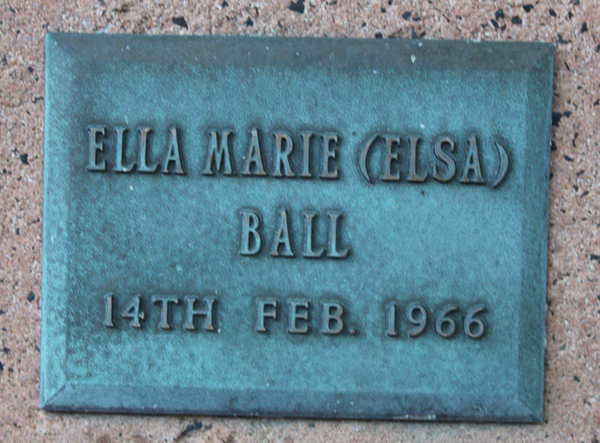 ELLA MARIE (ELSA)
BALL
14TH FEB. 1966